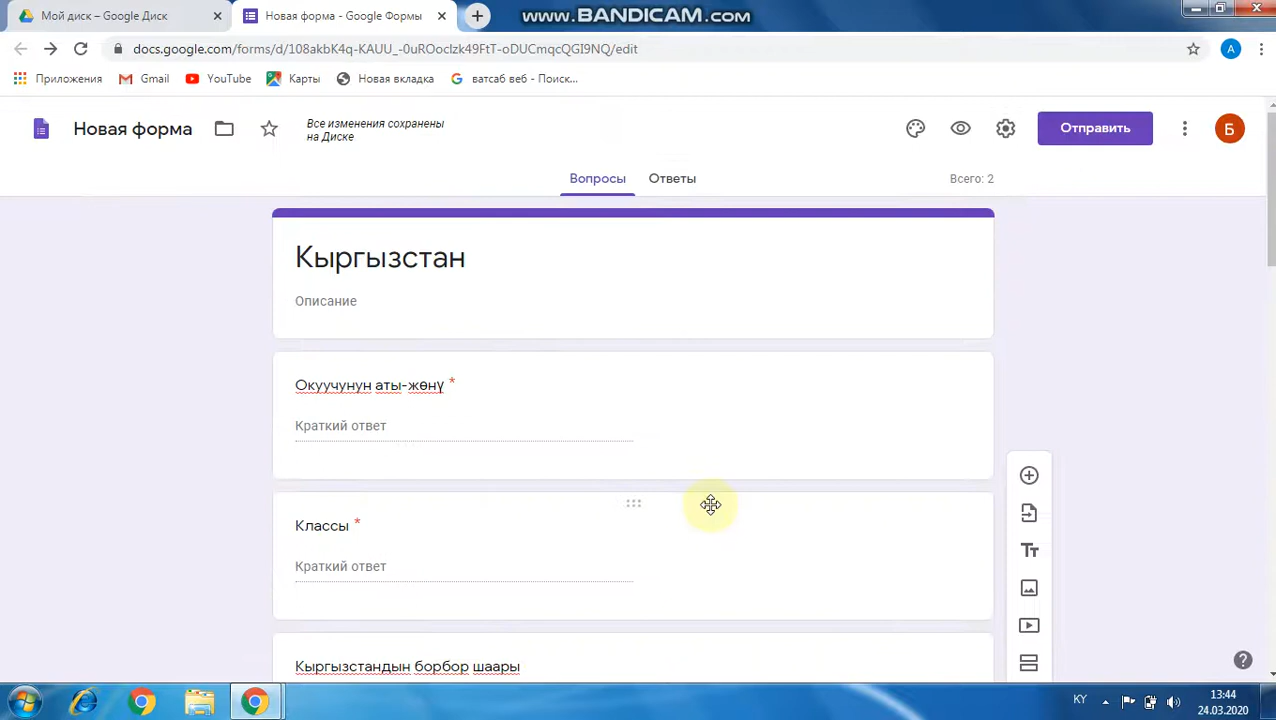 Мой диск – Google Диск
Новая форма - Google Формы
www.BANDICAM.com
docs.google.com/forms/d/108akbK4q-KAUU_-0uROoclzk49FtT-oDUCmqcQGI9NQ/edit
A
Приложения
Gmail
YouTube
Карты
Новая вкладка
ватсаб веб - Поиск...
Новая форма
Все изменения сохранены
на Диске
Отправить
Б
Вопросы
Ответы
Всего: 2
Кыргызстан
Описание
Окуучунун аты-жөнү *
Краткий ответ
Классы *
Краткий ответ
Tт
Кыргызстандын борбор шаары
KY
13:44
24.03.2020